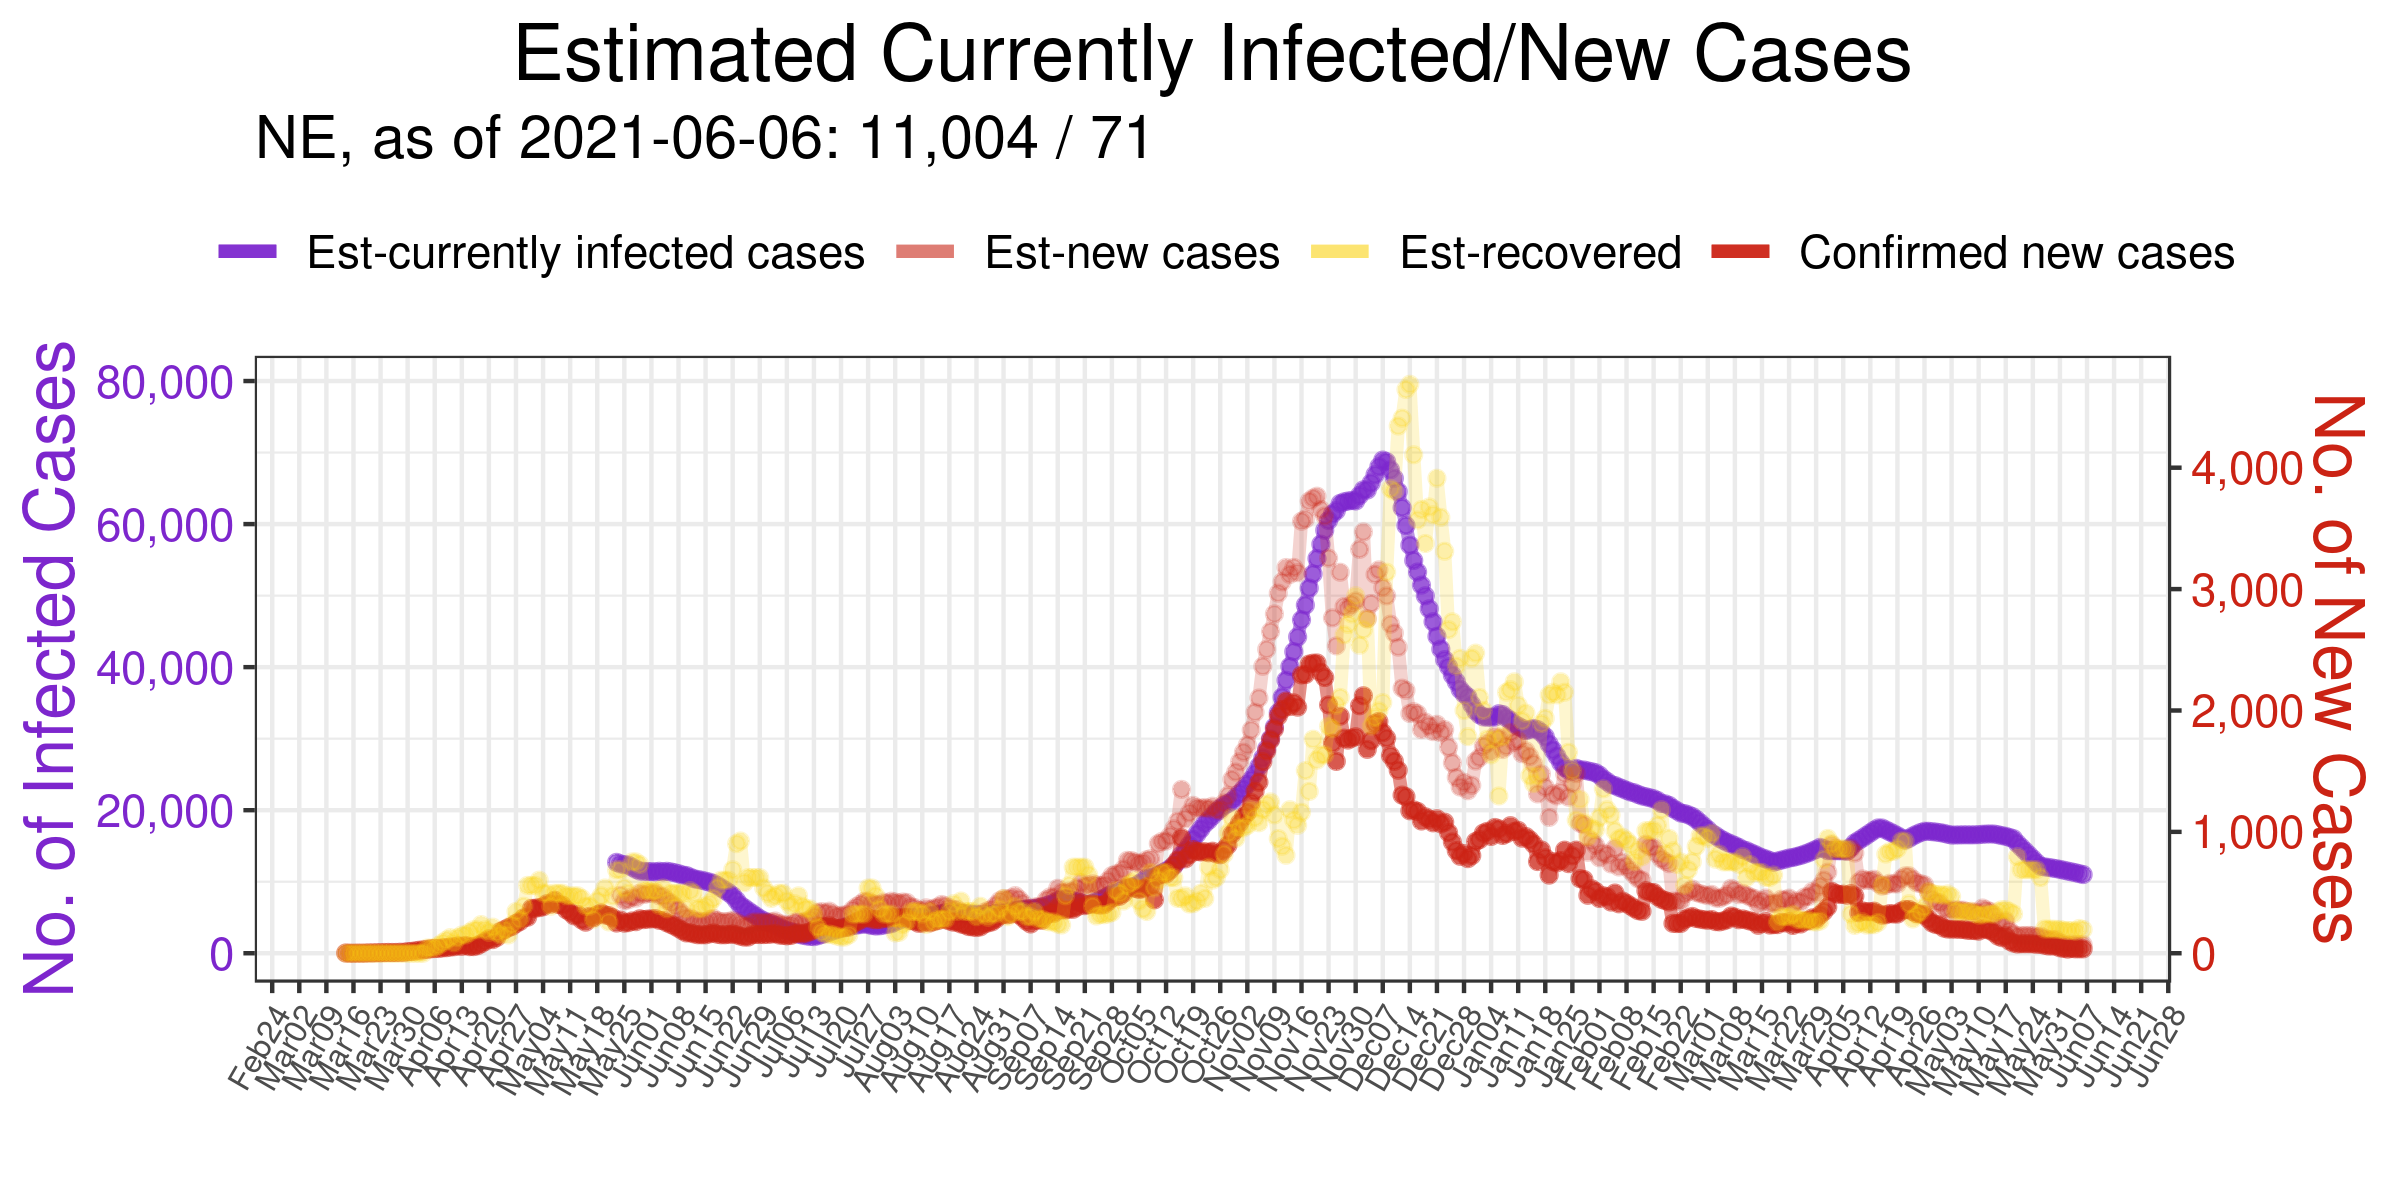 Estimated Currently Infected/New Cases
NE, as of 2021-06-06: 11,004 / 71
Est-currently infected cases Est-new cases Est-recovered Confirmed new cases
No. of Infected Cases
80,000
60,000
40,000
20,000
0
4,000
3,000
2,000
1,000
0
No. of New Cases
Feb24 Mar02 Mar09 Mar16 Mar23 Mar30 Apr06 Apr13 Apr20 Apr27 May04 May11 May18 May25 Jun01 Jun08 Jun15 Jun22 Jun29 Jul06 Jul13 Jul20 Jul27 Aug03 Aug10 Aug17 Aug24 Aug31 Sep07 Sep14 Sep21 Sep28 Oct05 Oct12 Oct19 Oct26 Nov02 Nov09 Nov16 Nov23 Nov30 Dec07 Dec14 Dec21 Dec28 Jan04 Jan11 Jan18 Jan25 Feb01 Feb08 Feb15 Feb22 Mar01 Mar08 Mar15 Mar22 Mar29 Apr05 Apr12 Apr19 Apr26 May03 May10 May17 May24 May31 Jun07 Jun14 Jun21 Jun28